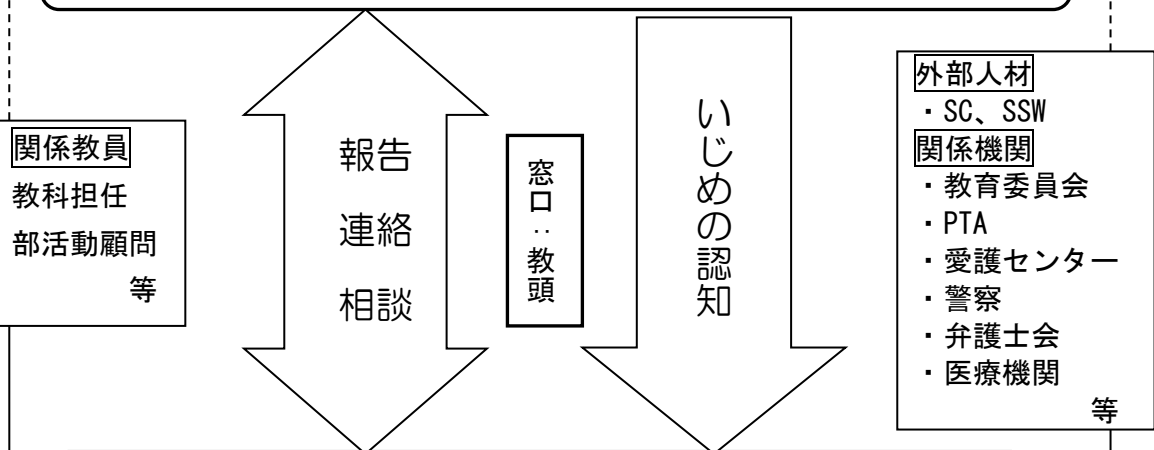 関係教員
教科担任
部活動顧問
等
報告
連絡
相談
窓口：教頭
いじめの認知
外部人材
・SC、SSW
関係機関
・教育委員会
・PTA
・愛護センター
・警察
・弁護士会
・医療機関
等